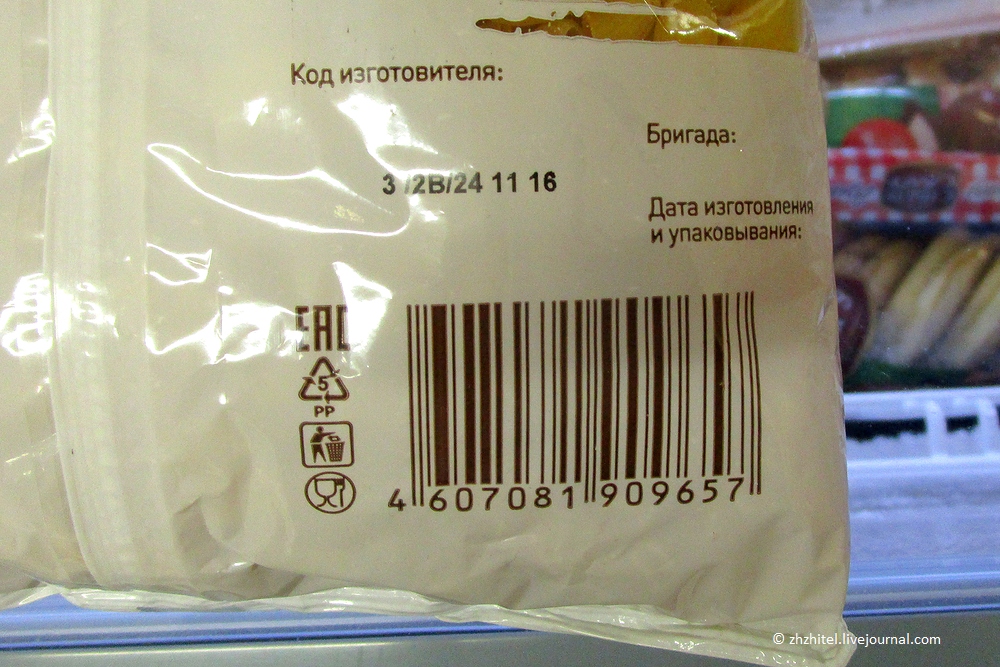 Код изготовителя:
Бригада:
3 /2В/24 11 16
Дата изготовления
и упаковывания:
EAC
5
PP
4 607081 909657
© zhzhitel.livejournal.com